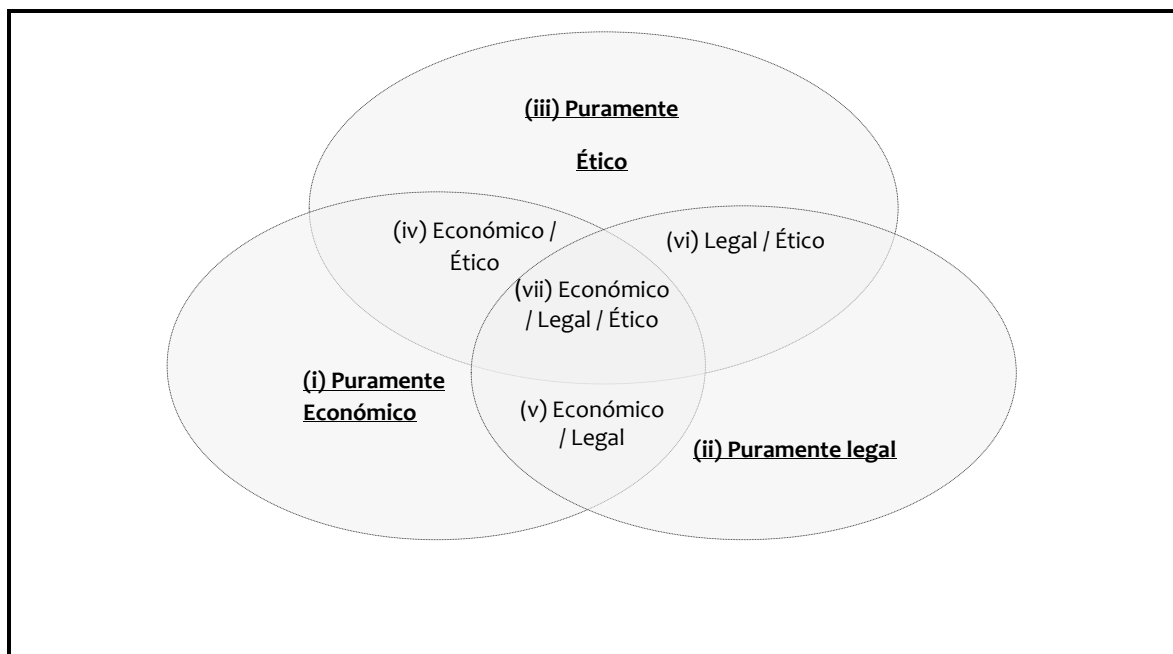 (iii) Puramente
Ético
(iv) Económico /
Ético
(vi) Legal / Ético
(vii) Económico
/ Legal / Ético
(i) Puramente
Económico
(v) Económico
/ Legal
(ii) Puramente legal